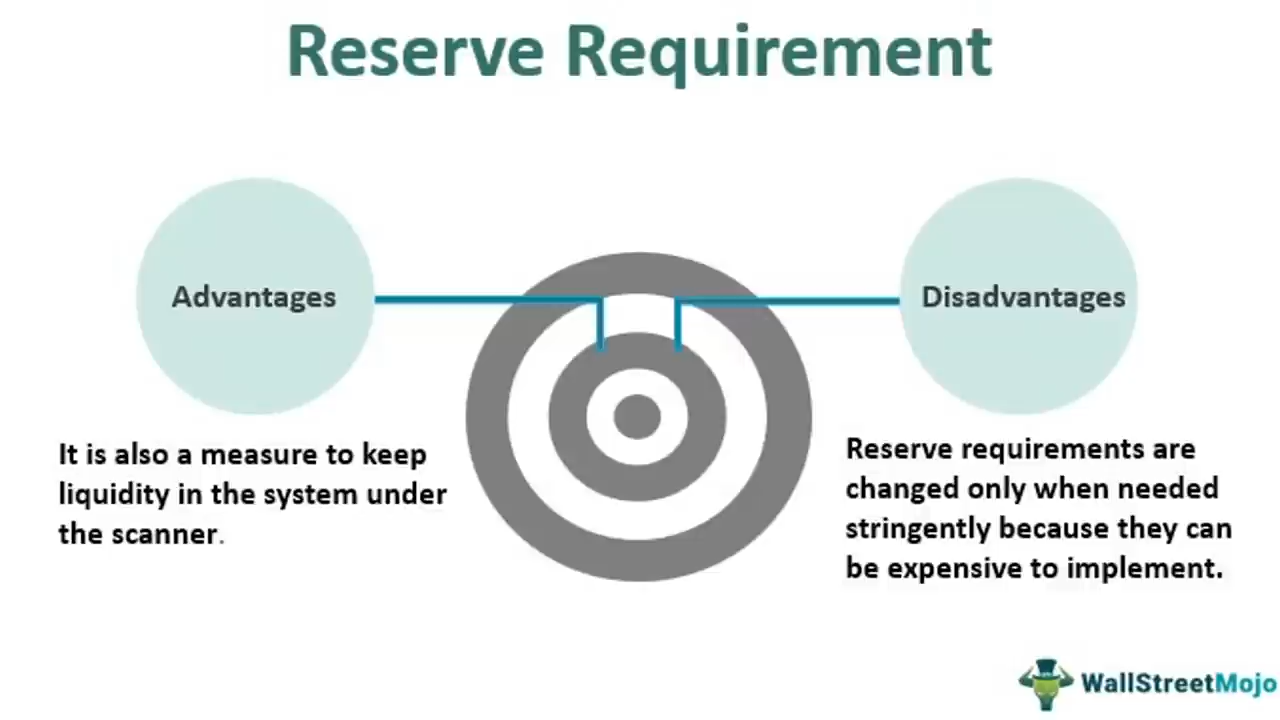 Reserve Requirement
Advantages
Disadvantages
It is also a measure to keep
liquidity in the system under
the scanner.
Reserve requirements are
changed only when needed
stringently because they can
be expensive to implement.
WallStreetMojo